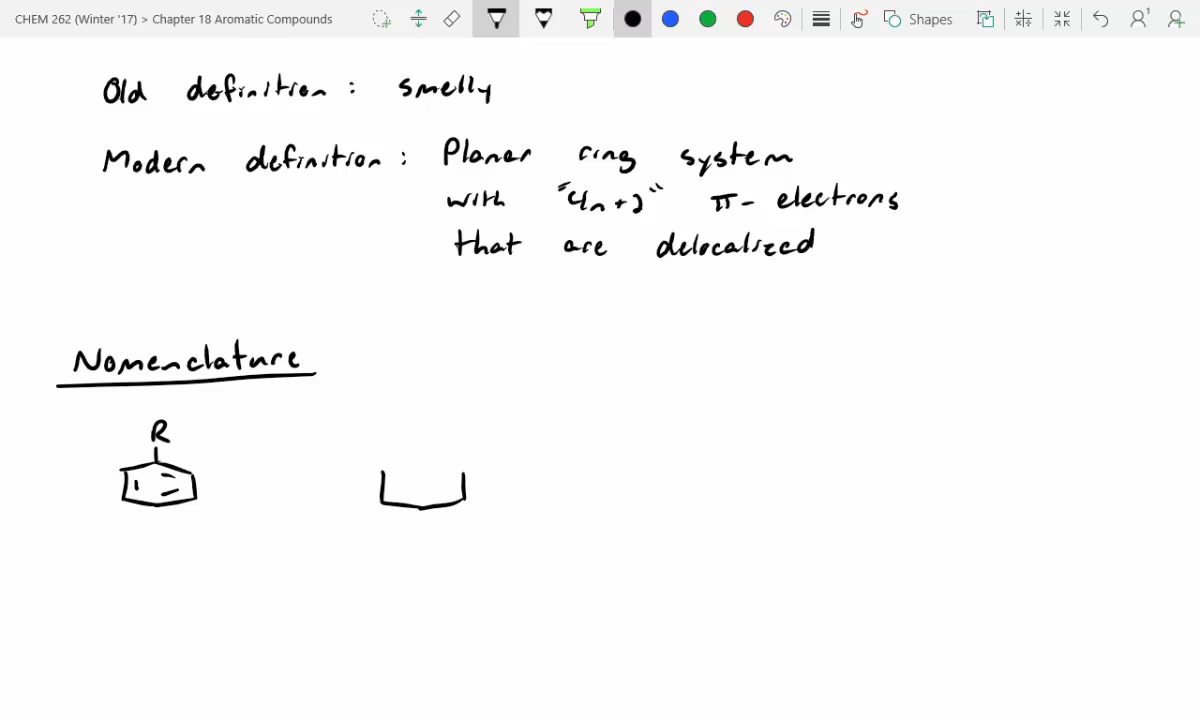 CHEM 262 (Winter '17) > Chapter 18 Aromatic Compounds
Shapes
Old definition : smelly
Modern definition : Planar ring system
with "4n+2" π- electrons
that are delocalized
Nomenclature
R